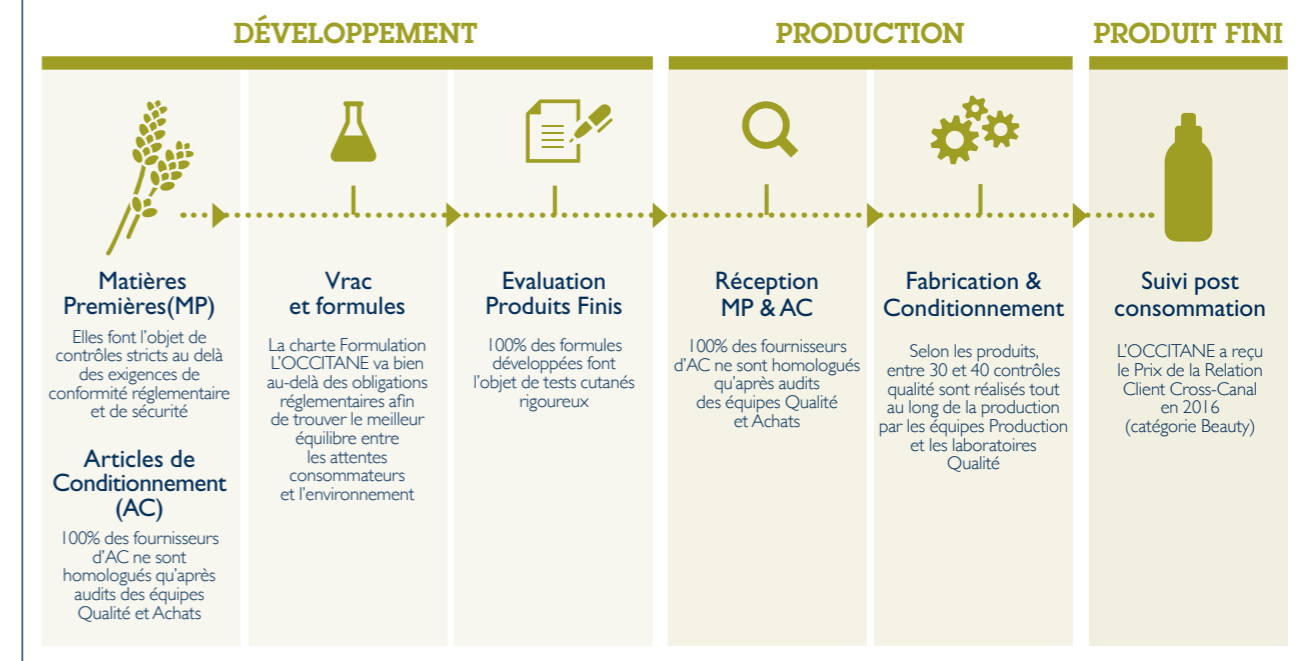 DÉVELOPPEMENT
PRODUCTION
PRODUIT FINI
Matières
Premières(MP)
Elles font l'objet de
contrôles stricts au delà
des exigences de
conformité réglementaire
et de sécurité
Articles de
Conditionnement
(AC)
100% des fournisseurs
d'AC ne sont
homologués qu'après
audits des équipes
Qualité et Achats
Vrac
et formules
La charte Formulation
L'OCCITANE va bien
au-delà des obligations
réglementaires afin
de trouver le meilleur
équilibre entre
les attentes
consommateurs
et l'environnement
Evaluation
Produits Finis
100% des formules
développées font
l'objet de tests cutanés
rigoureux
Réception
MP & AC
100% des fournisseurs
d'AC ne sont homologués
qu'après audits
des équipes Qualité
et Achats
Fabrication &
Conditionnement
Selon les produits,
entre 30 et 40 contrôles
qualité sont réalisés tout
au long de la production
par les équipes Production
et les laboratoires
Qualité
Suivi post
consommation
L'OCCITANE a reçu
le Prix de la Relation
Client Cross-Canal
en 2016
(catégorie Beauty)